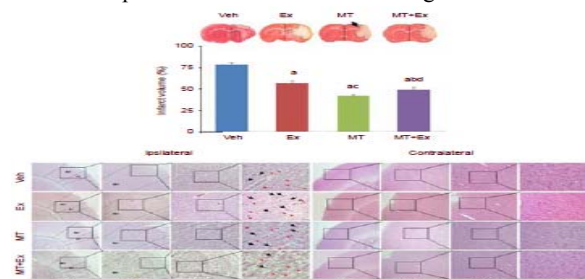 Veh Ex MT MT+Ex
100
75
50
25
0
Infarct volume (%)
a
ac
abd
Veh Ex MT MT+Ex
Ipsilateral Contralateral
Veh
Ex
MT
MT+Ex